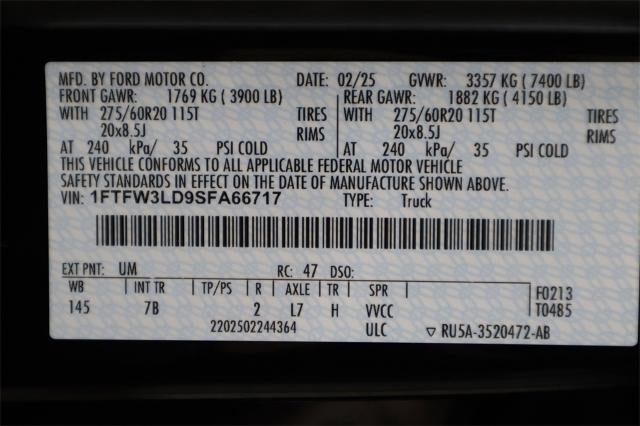 MFD. BY FORD MOTOR CO. DATE: 02/25 GVWR: 3357 KG ( 7400 LB)
FRONT GAWR: 1769 KG ( 3900 LB) REAR GAWR: 1882 KG ( 4150 LB)
WITH 275/60R20 115T TIRES WITH 275/60R20 115T TIRES
20x8.5J RIMS 20x8.5J RIMS
AT 240 kPa/ 35 PSI COLD AT 240 kPa/ 35 PSI COLD
THIS VEHICLE CONFORMS TO ALL APPLICABLE FEDERAL MOTOR VEHICLE
SAFETY STANDARDS IN EFFECT ON THE DATE OF MANUFACTURE SHOWN ABOVE.
VIN: 1FTFW3LD9SFA66717 TYPE: Truck
EXT PNT: UM RC: 47 DSO:
WB INT TR TP/PS R AXLE TR SPR F0213
145 7B 2 L7 H VVCC T0485
2202502244364 ULC ▽ RU5A-3520472-AB